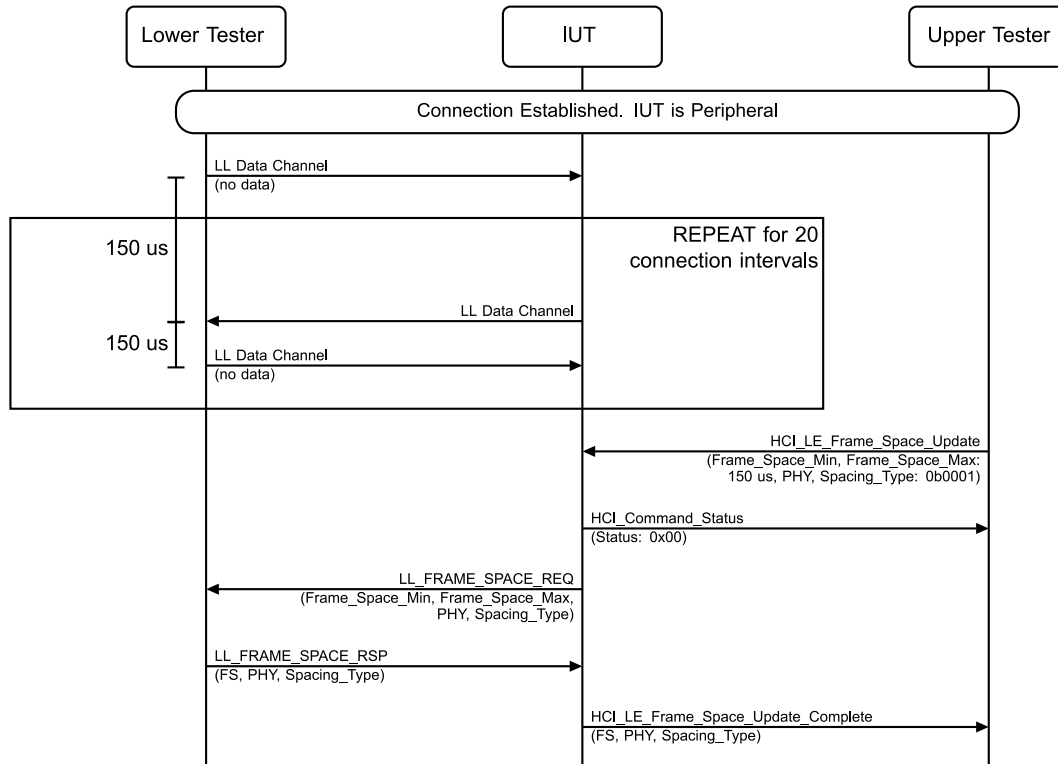 Lower Tester
IUT
Upper Tester
Connection Established. IUT is Peripheral
LL Data Channel
(no data)
REPEAT for 20
connection intervals
150 us
LL Data Channel
150 us
LL Data Channel
(no data)
HCI_LE_Frame_Space_Update
(Frame_Space_Min, Frame_Space_Max:
150 us, PHY, Spacing_Type: 0b0001)
HCI_Command_Status
(Status: 0x00)
LL_FRAME_SPACE_REQ
(Frame_Space_Min, Frame_Space_Max,
PHY, Spacing_Type)
LL_FRAME_SPACE_RSP
(FS, PHY, Spacing_Type)
HCI_LE_Frame_Space_Update_Complete
(FS, PHY, Spacing_Type)